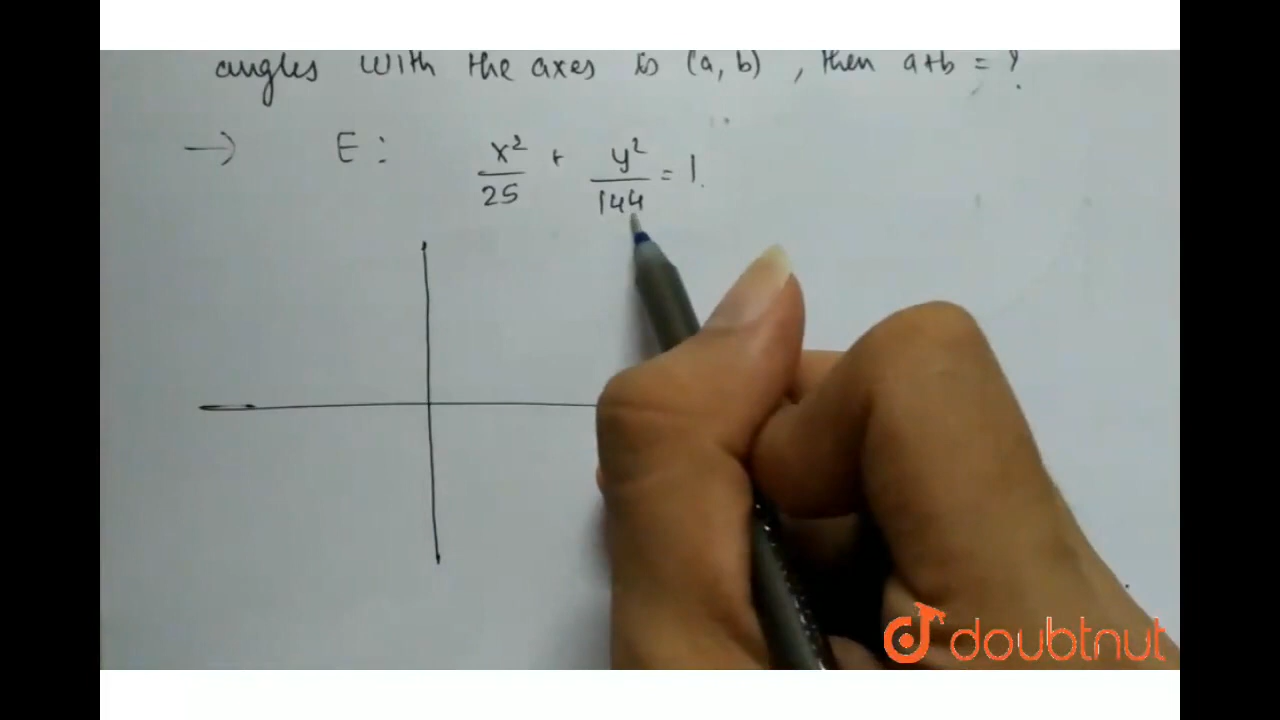 angles with the axes is (a, b), then a+b = ?
→ E: x²/25 + y²/144 = 1.
doubtnut